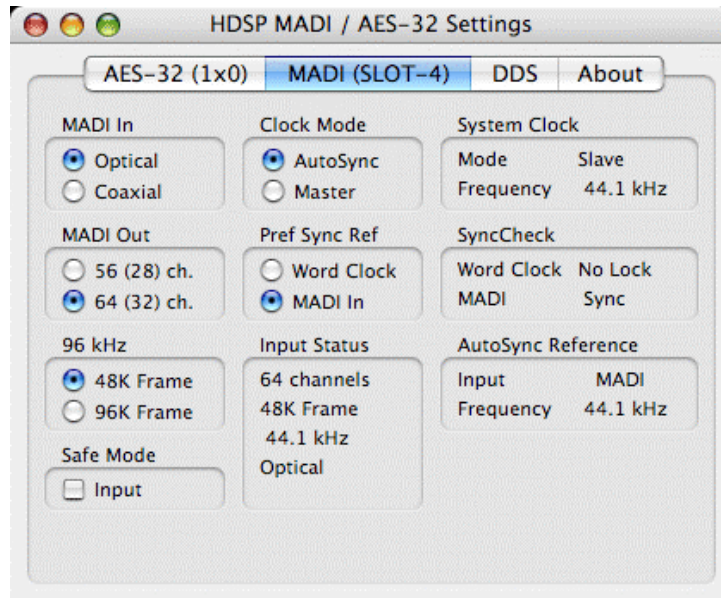 HDSP MADI / AES-32 Settings
AES-32 (1x0) MADI (SLOT-4) DDS About
MADI In
Optical
Coaxial
MADI Out
56 (28) ch.
64 (32) ch.
96 kHz
48K Frame
96K Frame
Safe Mode
Input
Clock Mode
AutoSync
Master
Pref Sync Ref
Word Clock
MADI In
Input Status
64 channels
48K Frame
44.1 kHz
Optical
System Clock
Mode Slave
Frequency 44.1 kHz
SyncCheck
Word Clock No Lock
MADI Sync
AutoSync Reference
Input MADI
Frequency 44.1 kHz